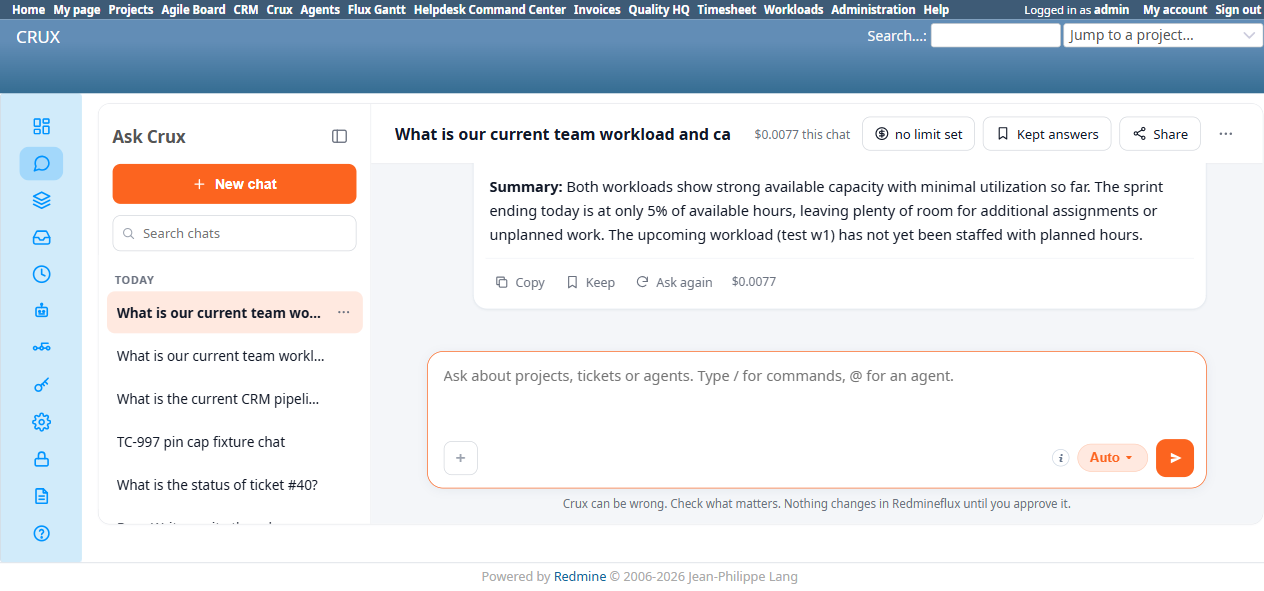 Home My page Projects Agile Board CRM Crux Agents Flux Gantt Helpdesk Command Center Invoices Quality HQ Timesheet Workloads Administration Help
Logged in as admin My account Sign out
CRUX
Search...:
Jump to a project...
Ask Crux
+ New chat
Search chats
TODAY
What is our current team wo...
What is our current team workl...
What is the current CRM pipeli...
TC-997 pin cap fixture chat
What is the status of ticket #40?
What is our current team workload and ca
$0.0077 this chat
no limit set
Kept answers
Share
Summary: Both workloads show strong available capacity with minimal utilization so far. The sprint
ending today is at only 5% of available hours, leaving plenty of room for additional assignments or
unplanned work. The upcoming workload (test w1) has not yet been staffed with planned hours.
Copy Keep Ask again $0.0077
Ask about projects, tickets or agents. Type / for commands, @ for an agent.
Auto
Crux can be wrong. Check what matters. Nothing changes in Redmineflux until you approve it.
Powered by Redmine © 2006-2026 Jean-Philippe Lang